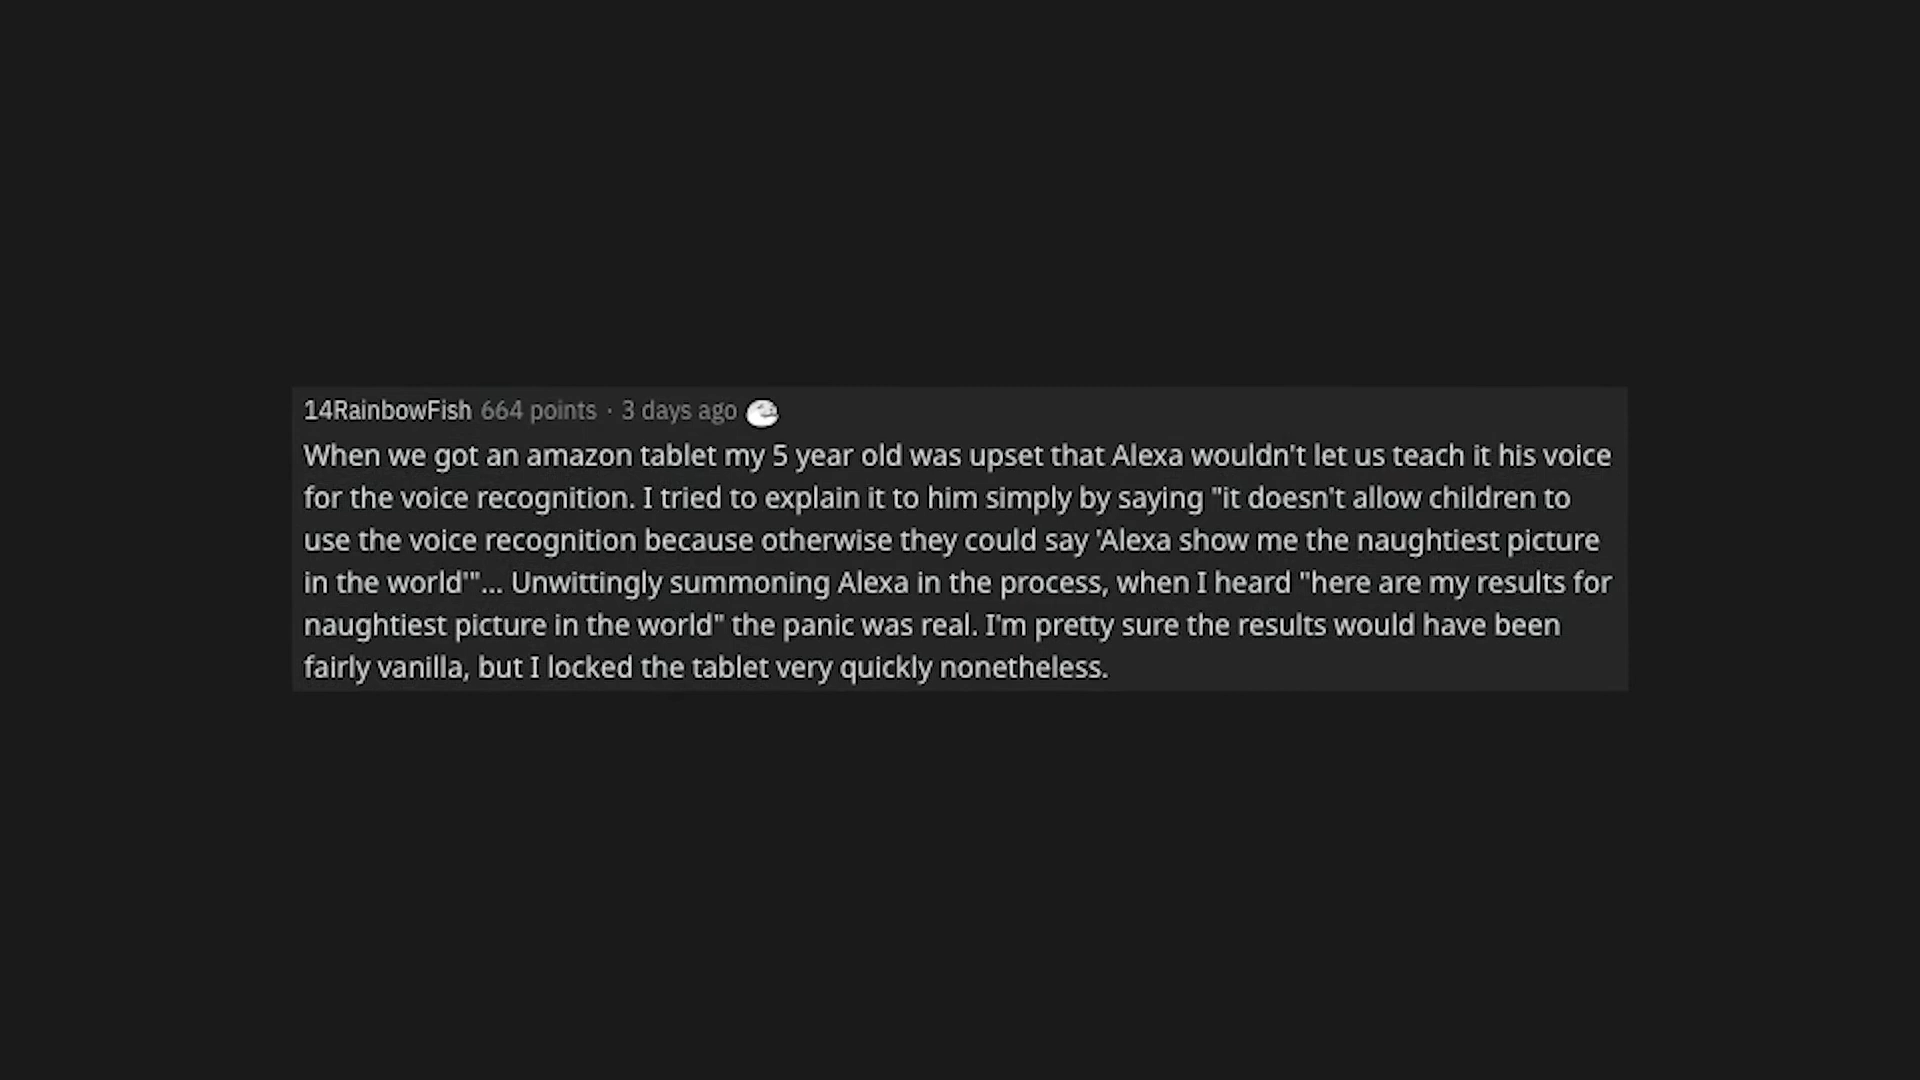 14RainbowFish 664 points · 3 days ago
When we got an amazon tablet my 5 year old was upset that Alexa wouldn't let us teach it his voice
for the voice recognition. I tried to explain it to him simply by saying "it doesn't allow children to
use the voice recognition because otherwise they could say 'Alexa show me the naughtiest picture
in the world'"... Unwittingly summoning Alexa in the process, when I heard "here are my results for
naughtiest picture in the world" the panic was real. I'm pretty sure the results would have been
fairly vanilla, but I locked the tablet very quickly nonetheless.